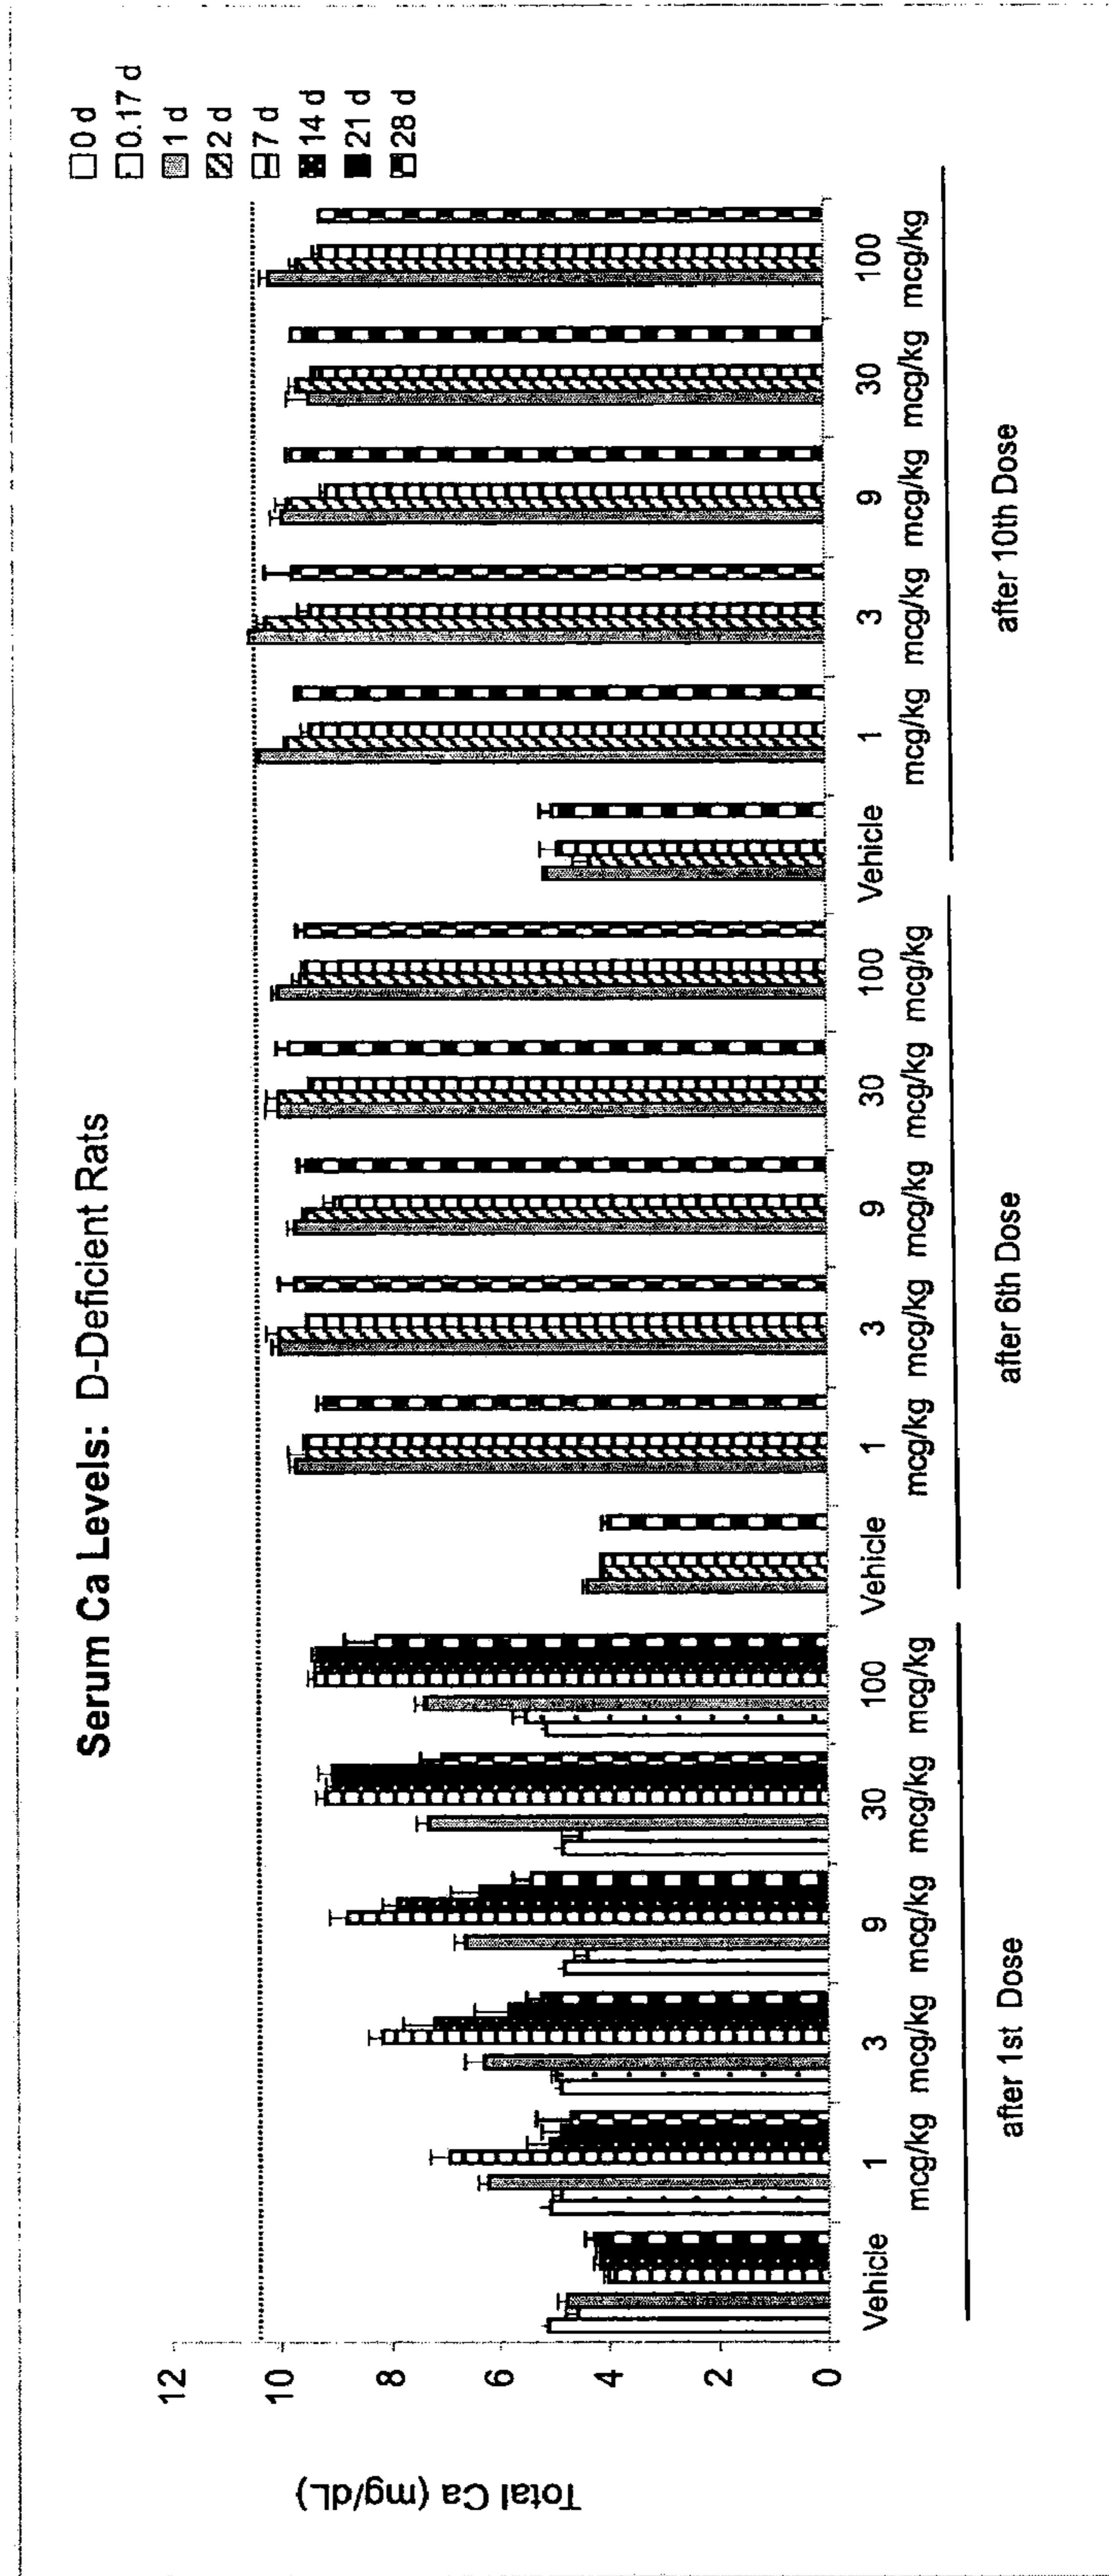 Serum Ca Levels: D-Deficient Rats
0 d
0.17 d
1 d
2 d
7 d
14 d
21 d
28 d
Total Ca (mg/dL)
12
10
8
6
4
2
0
Vehicle 1 3 9 30 100 Vehicle 1 3 9 30 100 Vehicle 1 3 9 30 100
mcg/kg mcg/kg mcg/kg mcg/kg mcg/kg mcg/kg mcg/kg mcg/kg mcg/kg mcg/kg mcg/kg mcg/kg mcg/kg mcg/kg mcg/kg
after 1st Dose after 6th Dose after 10th Dose